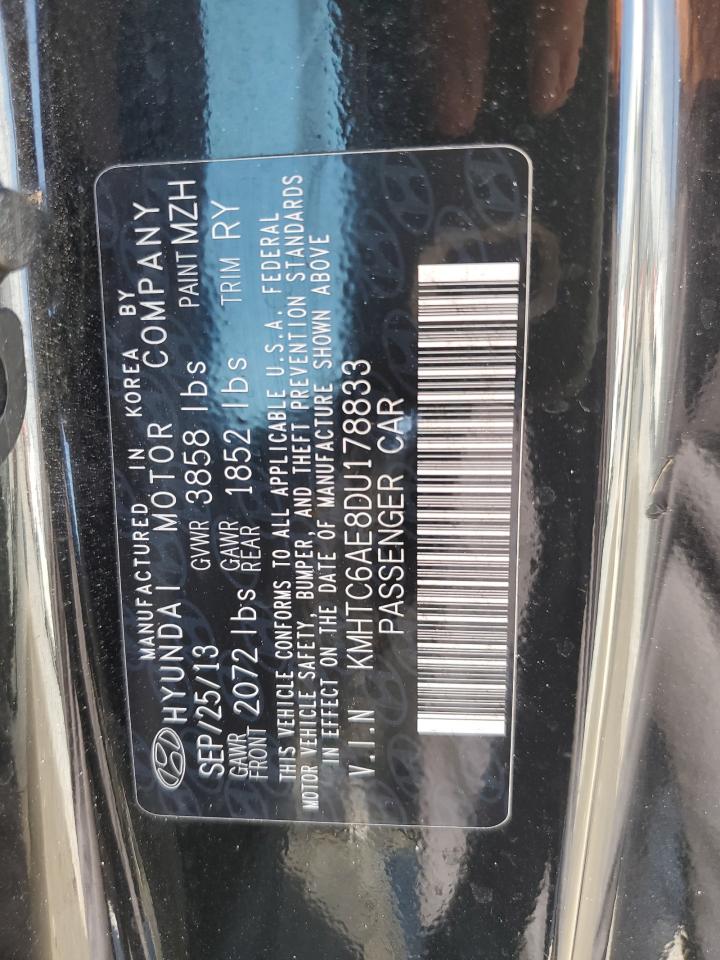 MANUFACTURED IN KOREA BY
HYUNDAI MOTOR COMPANY
SEP/25/13 GVWR 3858 lbs PAINT MZH
GAWR FRONT 2072 lbs GAWR REAR 1852 lbs TRIM RY
THIS VEHICLE CONFORMS TO ALL APPLICABLE U.S.A. FEDERAL
MOTOR VEHICLE SAFETY, BUMPER, AND THEFT PREVENTION STANDARDS
IN EFFECT ON THE DATE OF MANUFACTURE SHOWN ABOVE
V.I.N KMHTC6AE8DU178833
PASSENGER CAR